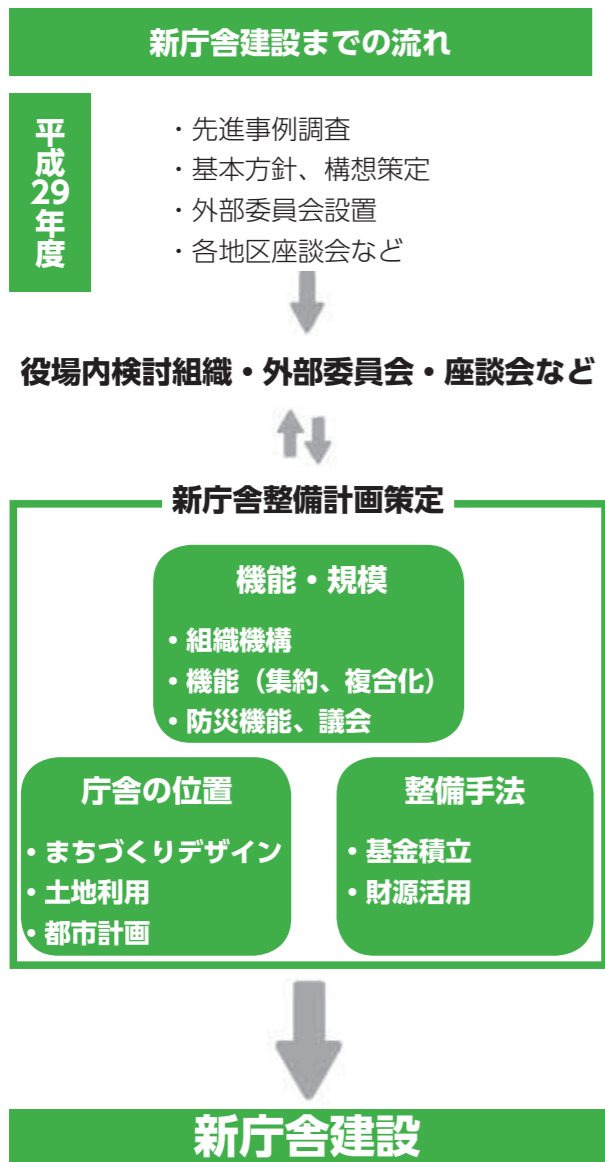 新庁舎建設までの流れ
平成29年度
・先進事例調査
・基本方針、構想策定
・外部委員会設置
・各地区座談会など
役場内検討組織・外部委員会・座談会など
新庁舎整備計画策定
機能・規模
・組織機構
・機能（集約、複合化）
・防災機能、議会
庁舎の位置
・まちづくりデザイン
・土地利用
・都市計画
整備手法
・基金積立
・財源活用
新庁舎建設